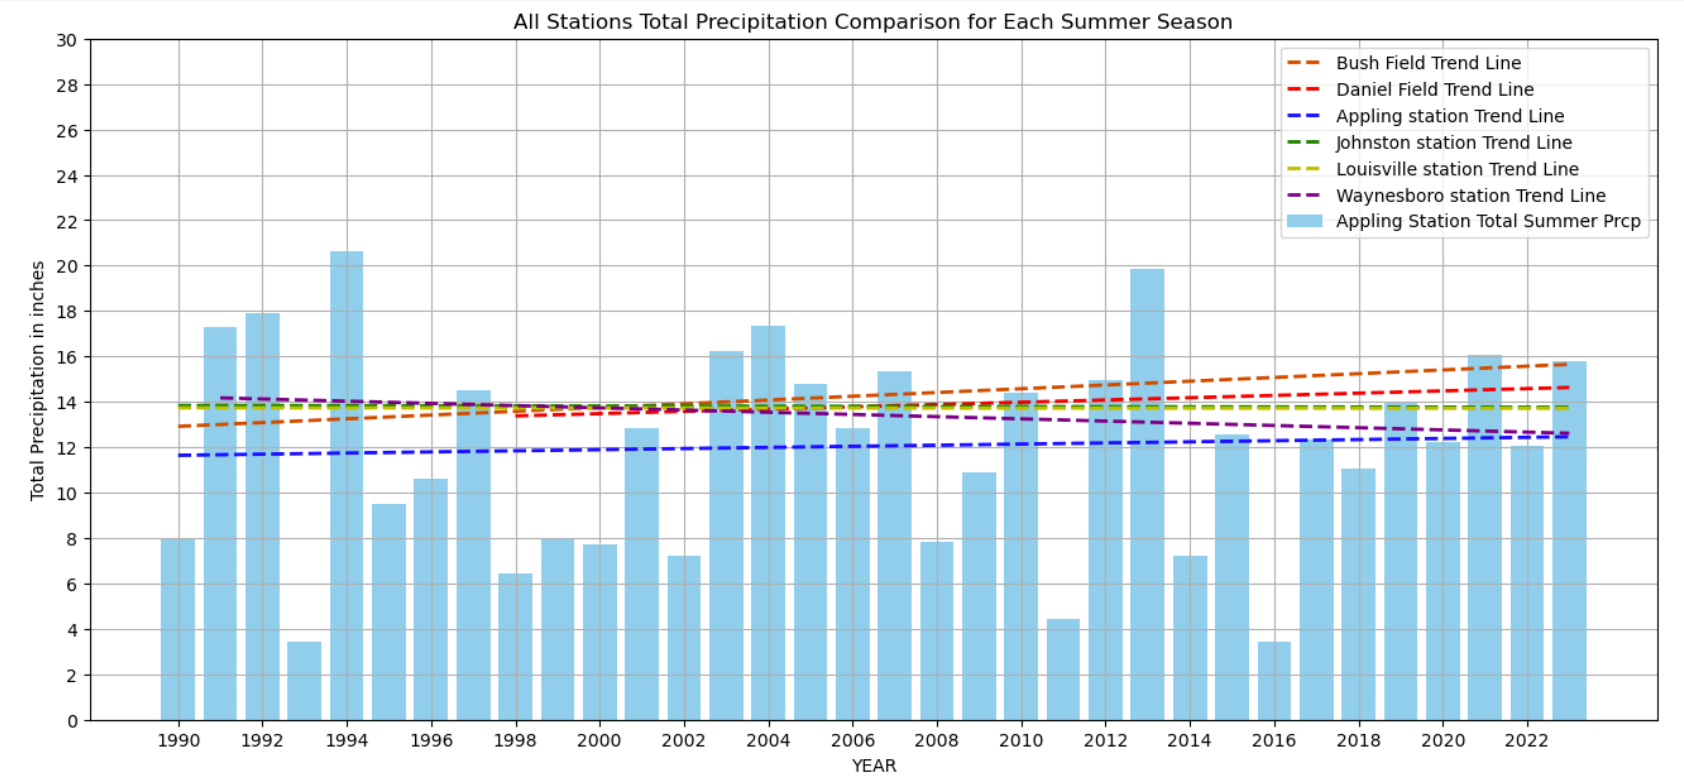 All Stations Total Precipitation Comparison for Each Summer Season
30
28
26
24
22
20
18
16
14
12
10
8
6
4
2
0
Total Precipitation in inches
Bush Field Trend Line
Daniel Field Trend Line
Appling station Trend Line
Johnston station Trend Line
Louisville station Trend Line
Waynesboro station Trend Line
Appling Station Total Summer Prcp
1990 1992 1994 1996 1998 2000 2002 2004 2006 2008 2010 2012 2014 2016 2018 2020 2022
YEAR